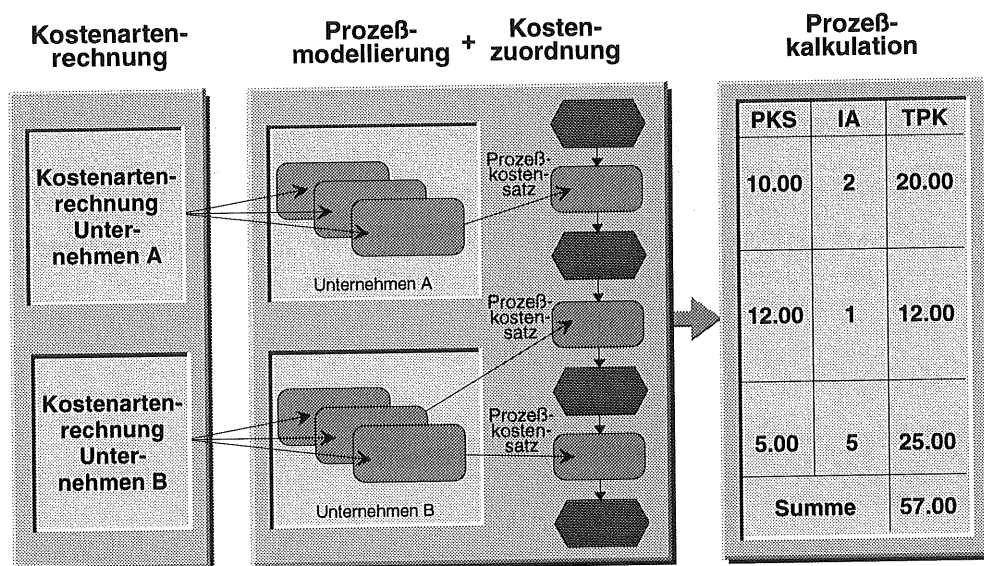 Kostenarten-
rechnung
Prozeß-
modellierung
+
Kosten-
zuordnung
Prozeß-
kalkulation
Kostenarten-
rechnung
Unter-
nehmen A
Kostenarten-
rechnung
Unter-
nehmen B
Unternehmen A
Unternehmen B
Prozeß-
kosten-
satz
Prozeß-
kosten-
satz
Prozeß-
kosten-
satz
PKS IA TPK
10.00 2 20.00
12.00 1 12.00
5.00 5 25.00
Summe 57.00